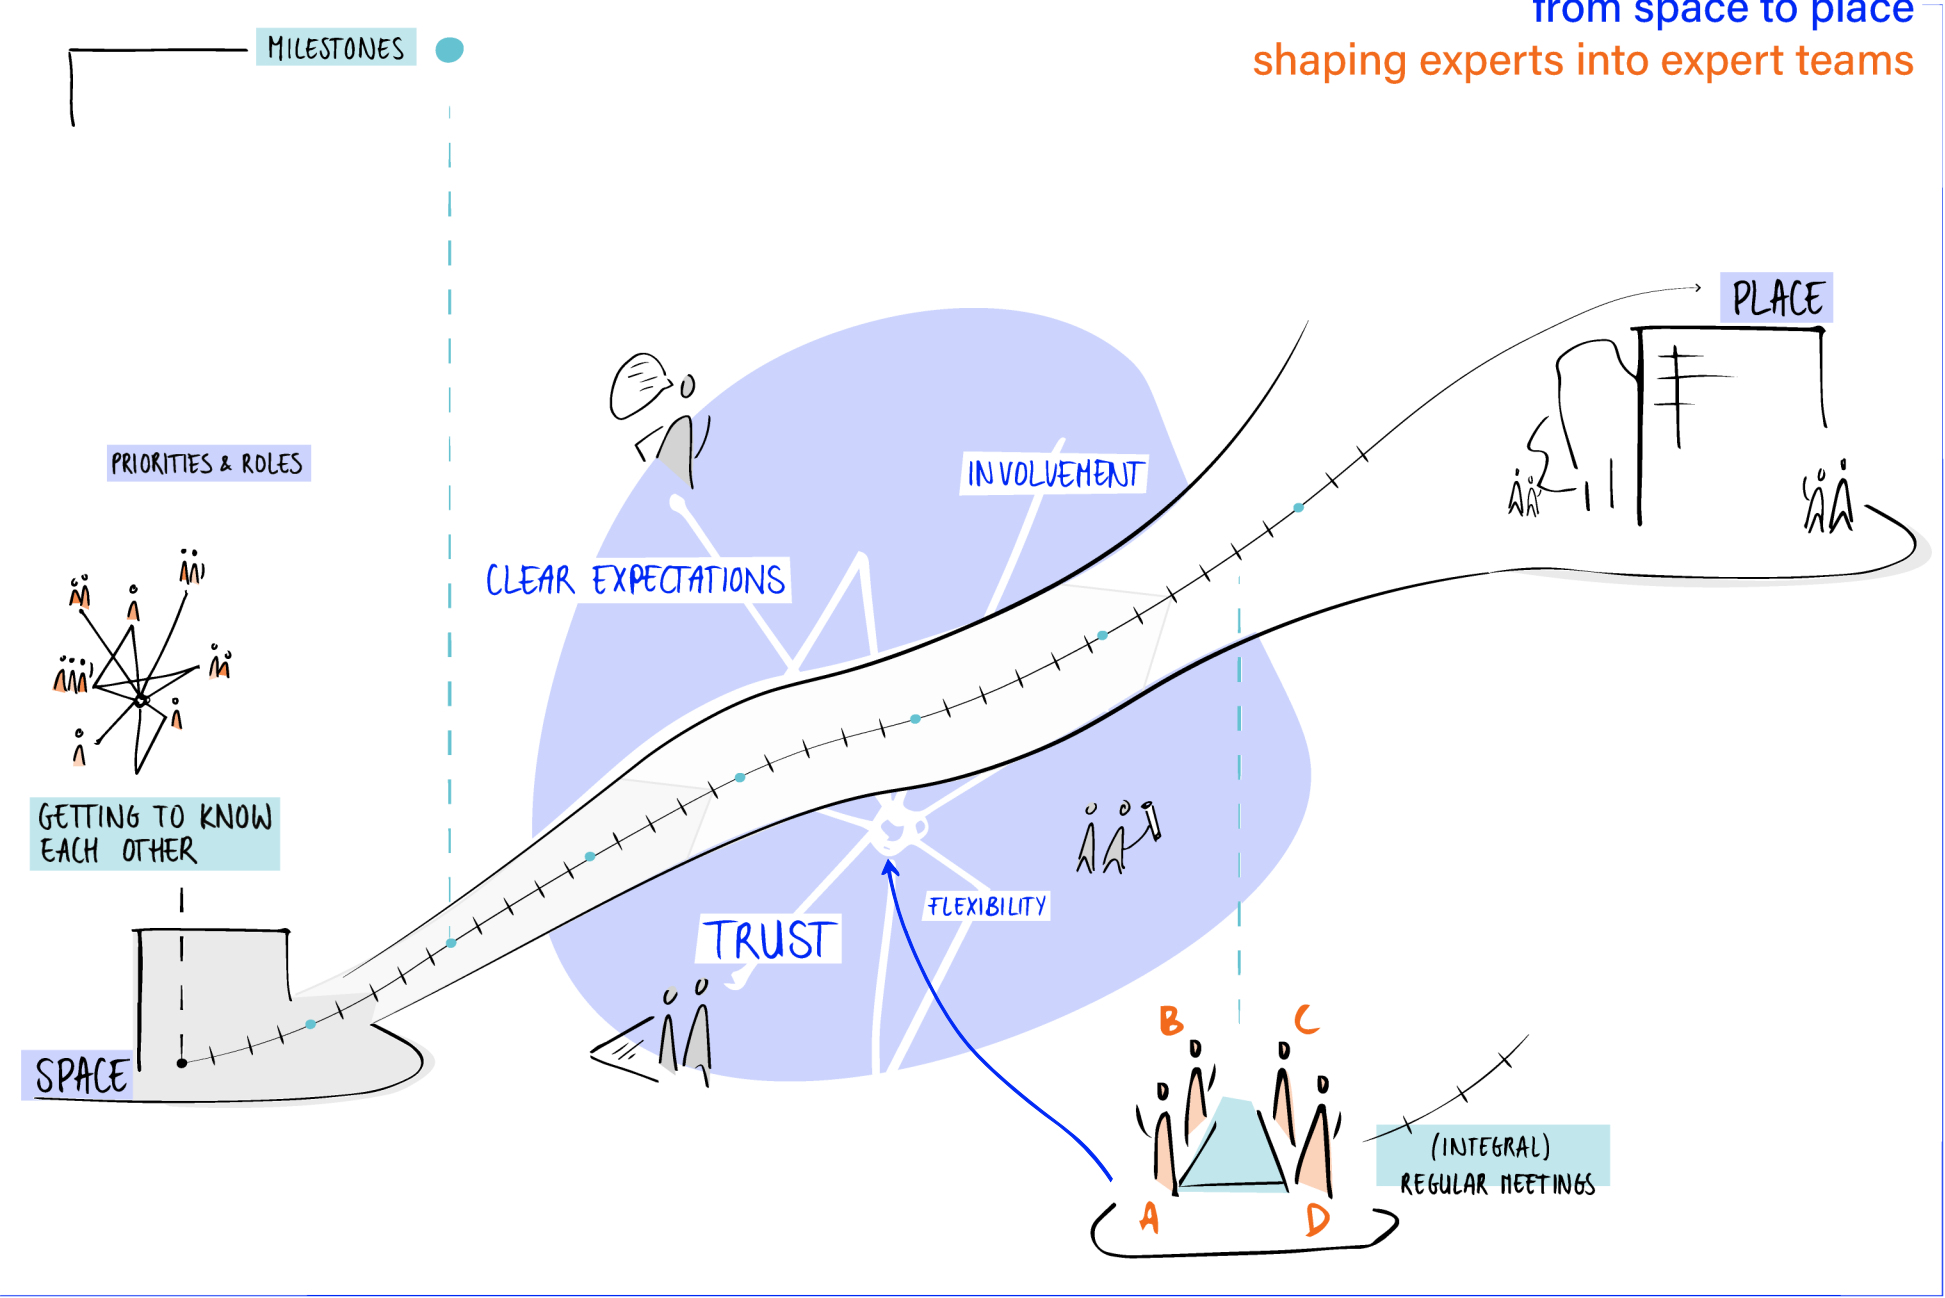 from space to place
shaping experts into expert teams
MILESTONES
PLACE
PRIORITIES & ROLES
INVOLVEMENT
CLEAR EXPECTATIONS
GETTING TO KNOW
EACH OTHER
FLEXIBILITY
TRUST
SPACE
B
C
(INTEGRAL)
REGULAR MEETINGS
A
D